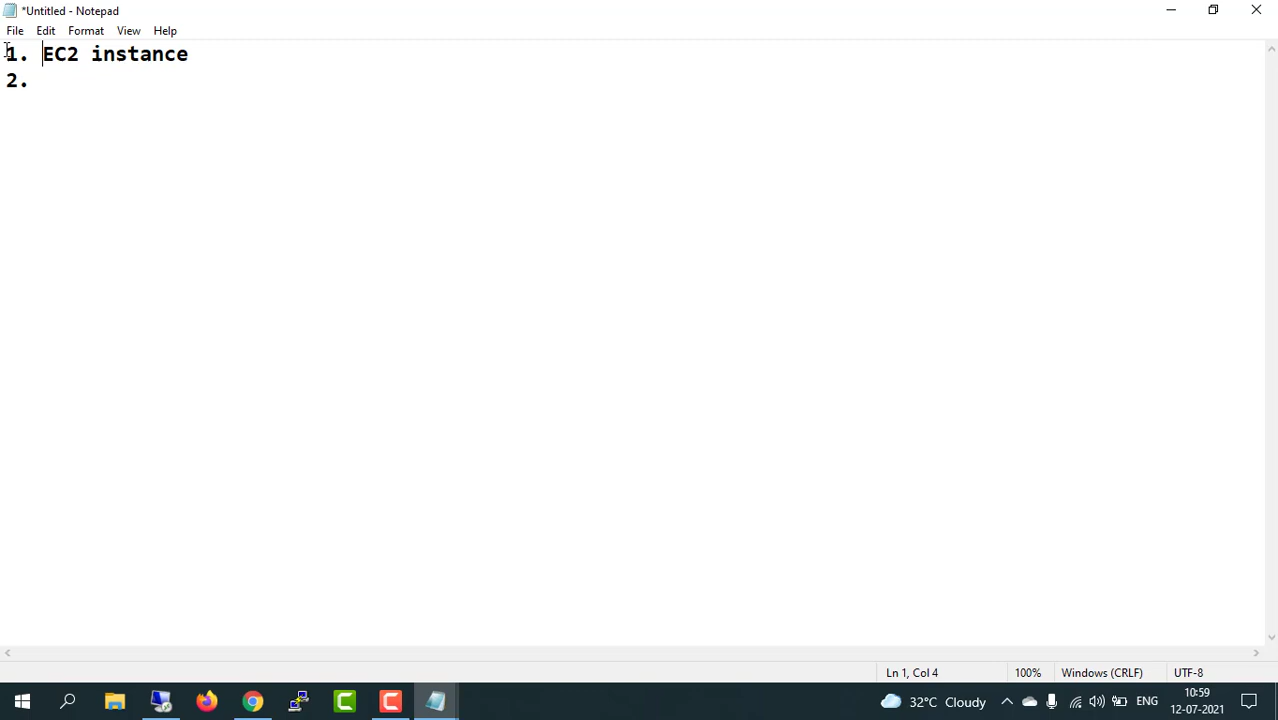 *Untitled - Notepad
File Edit Format View Help
1. EC2 instance
2.
Ln 1, Col 4 100% Windows (CRLF) UTF-8
32°C Cloudy ENG 10:59
12-07-2021